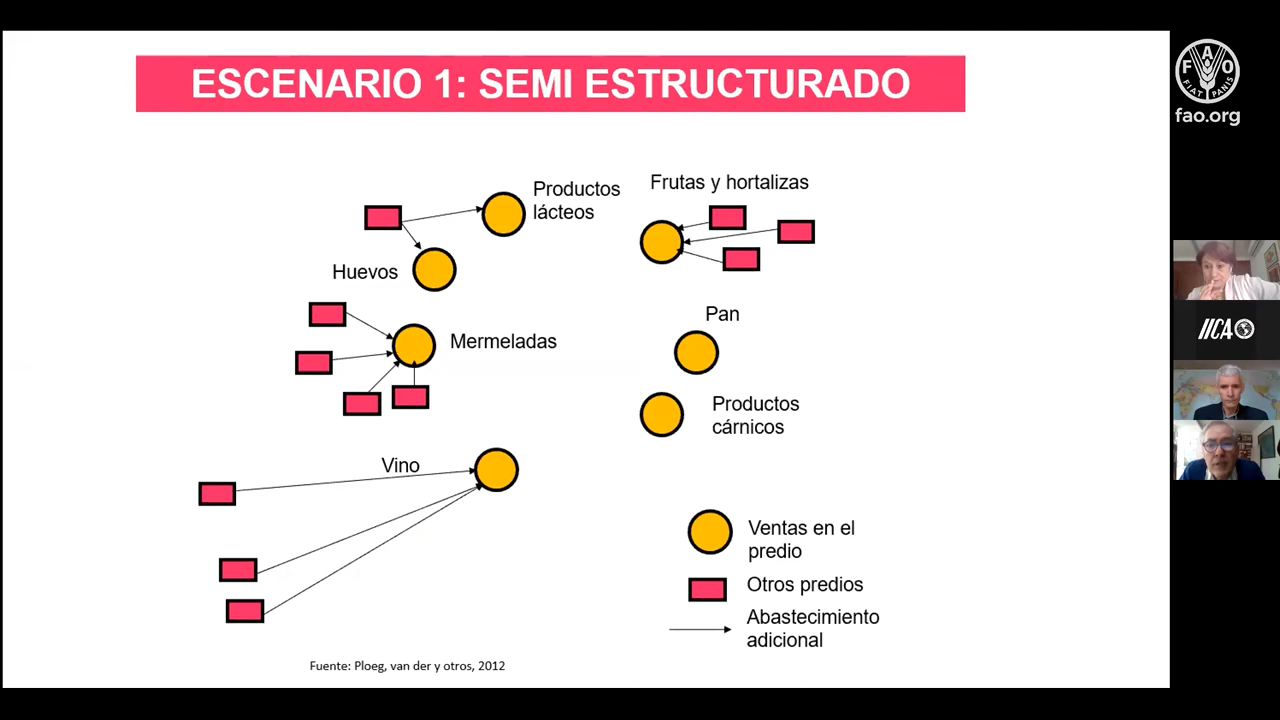 ESCENARIO 1: SEMI ESTRUCTURADO
FAO
FIAT PANIS
fao.org
Productos
lácteos
Frutas y hortalizas
Huevos
Mermeladas
Pan
Productos
cárnicos
Vino
Ventas en el
predio
Otros predios
Abastecimiento
adicional
Fuente: Ploeg, van der y otros, 2012
IICA